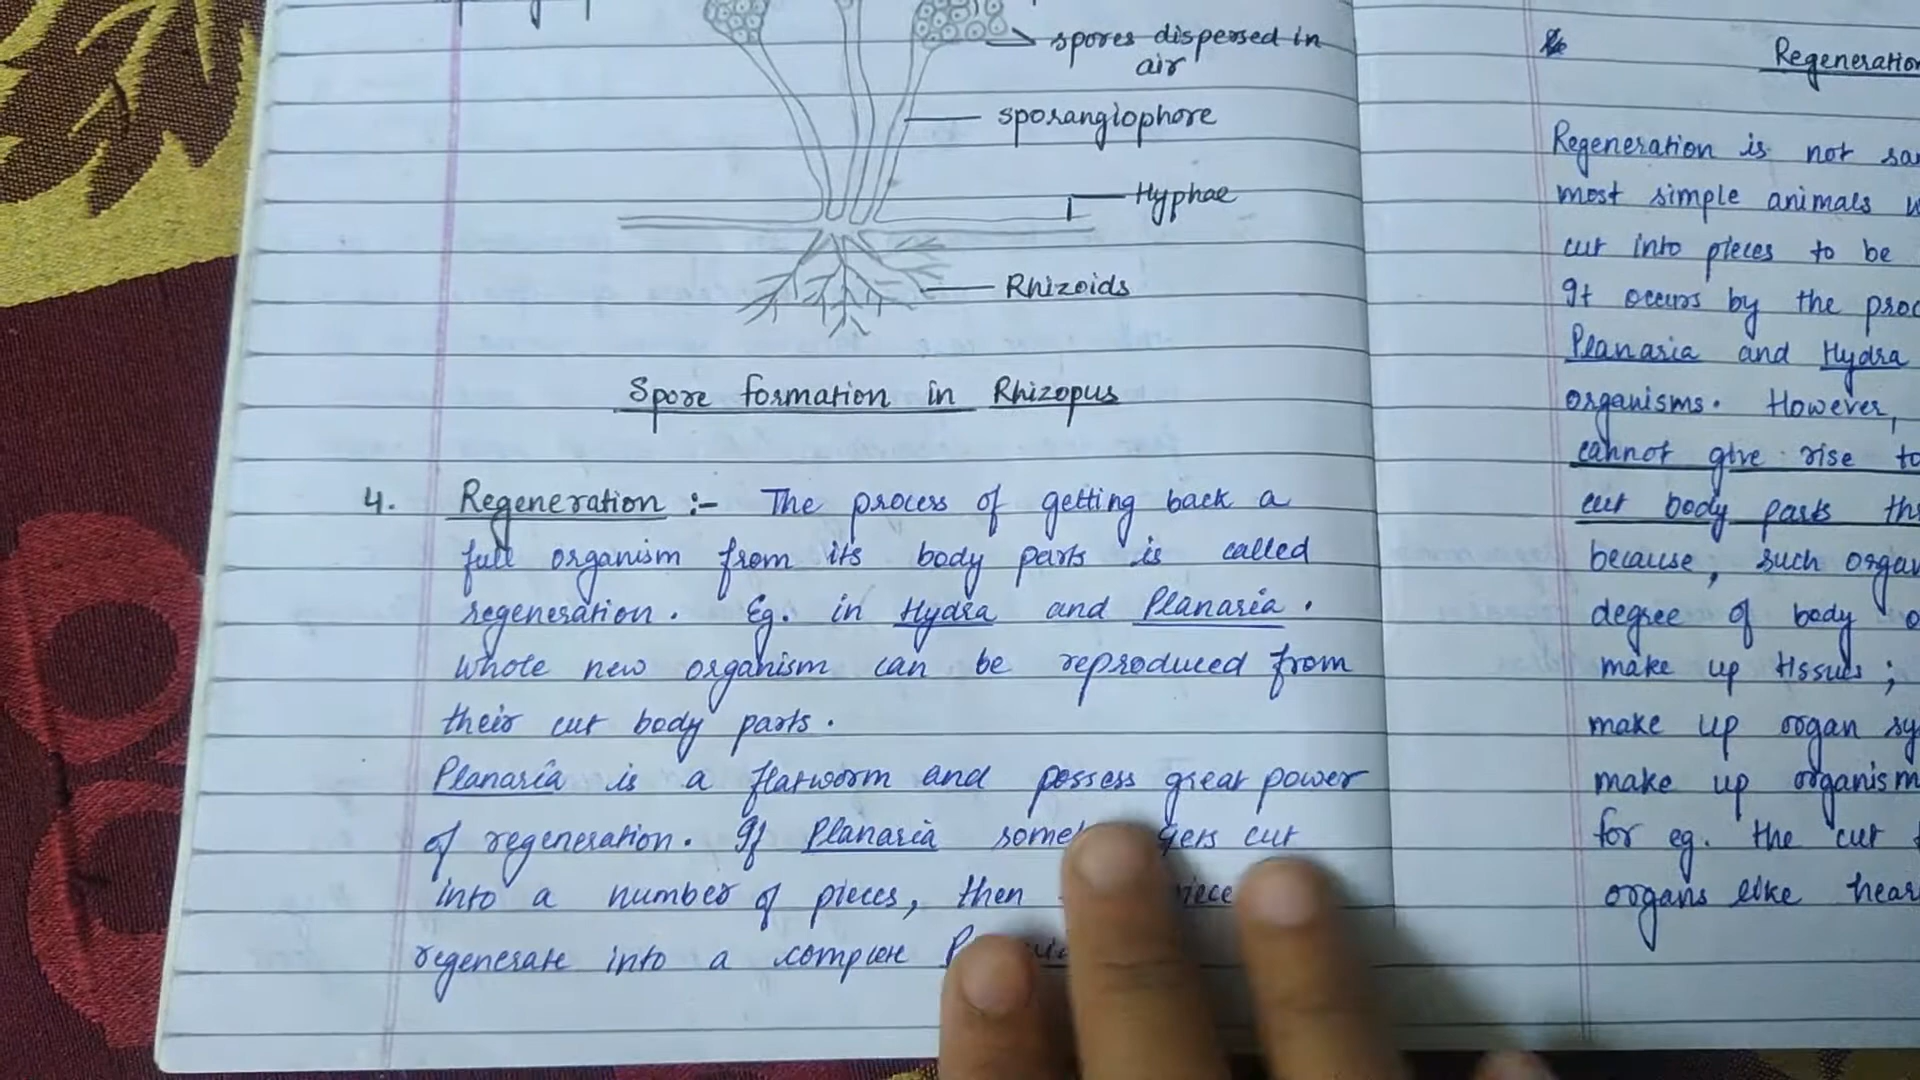 spores dispersed in
air
sporangiophore
Hyphae
Rhizoids
Spore formation in Rhizopus
4. Regeneration :- The process of getting back a
full organism from its body parts is called
regeneration. Eg. in Hydra and Planaria.
Whole new organism can be reproduced from
their cut body parts.
Planaria is a flatworm and possess great power
of regeneration. If Planaria gets cut
into a number of pieces, then
regenerate into a complete
Regeneration
Regeneration is not
most simple animals
cut into pieces to be
It occurs by the
Planaria and Hydra
organisms. However,
cannot give rise to
cut body parts
because, such
degree of body
make up tissues ;
make up organ
make up organism
for eg. the cut
organs like